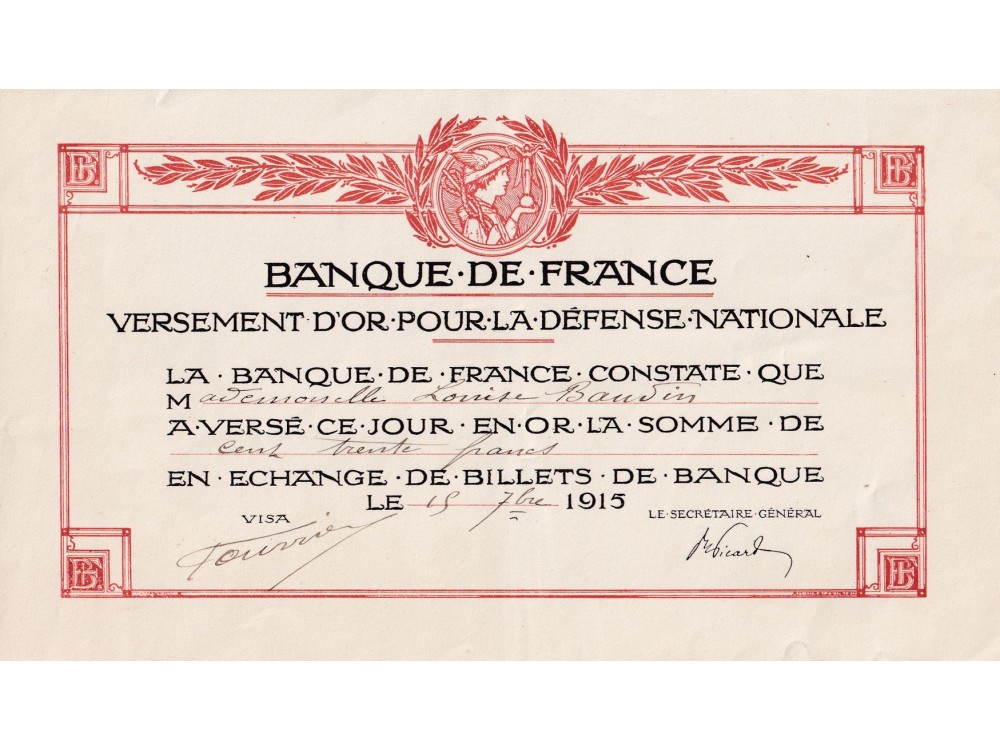 BANQUE·DE·FRANCE
VERSEMENT D'OR·POUR·LA·DÉFENSE·NATIONALE
LA·BANQUE·DE·FRANCE·CONSTATE·QUE
Mademoiselle Louise Baudin
A·VERSÉ·CE·JOUR·EN·OR·LA·SOMME·DE
cent trente francs
EN·ECHANGE·DE·BILLETS·DE·BANQUE
LE 15 7bre 1915
VISA
LE·SECRÉTAIRE·GÉNÉRAL
Picard